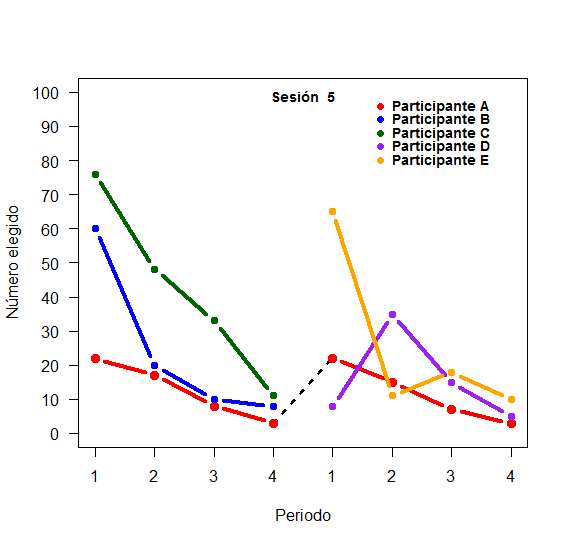 Sesión 5
Participante A
Participante B
Participante C
Participante D
Participante E
Número elegido
100
90
80
70
60
50
40
30
20
10
0
1 2 3 4 1 2 3 4
Periodo